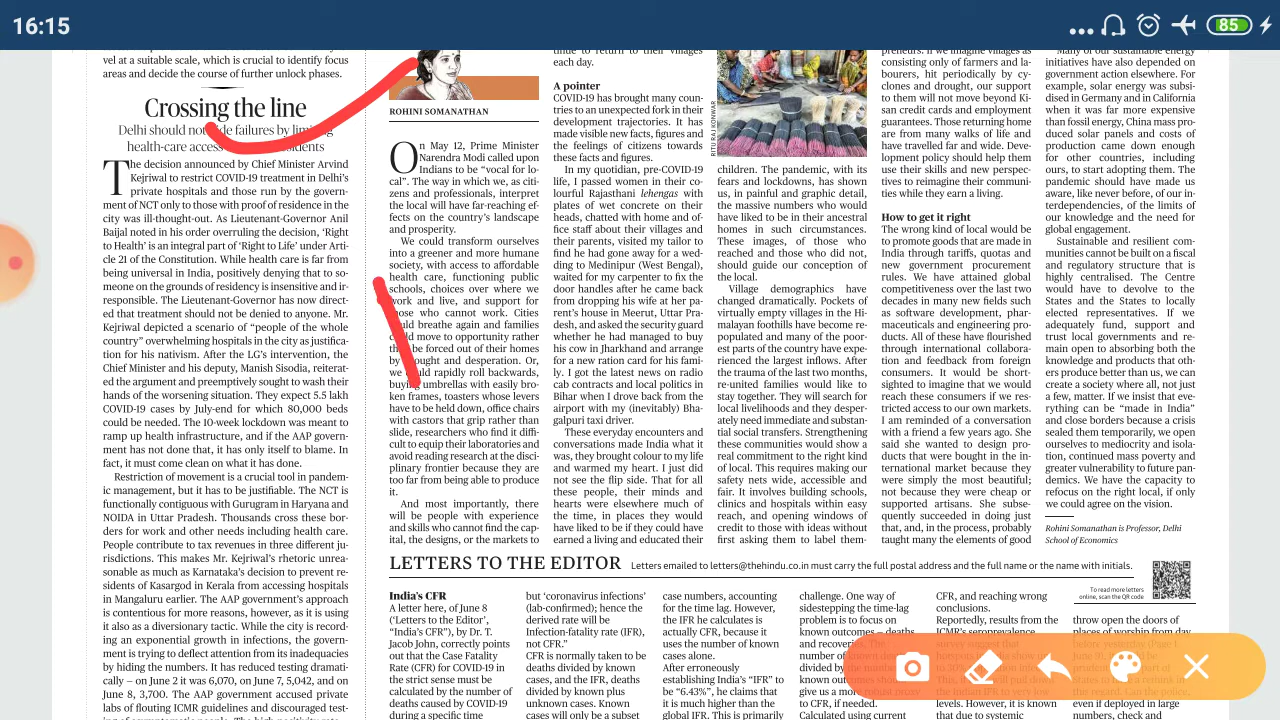 16:15
85
vel at a suitable scale, which is crucial to identify focus
areas and decide the course of further unlock phases.
Crossing the line
Delhi should not failures by
health-care access
The decision announced by Chief Minister Arvind
Kejriwal to restrict COVID-19 treatment in Delhi's
private hospitals and those run by the govern-
ment of NCT only to those with proof of residence in the
city was ill-thought-out. As Lieutenant-Governor Anil
Baijal noted in his order overruling the decision, 'Right
to Health' is an integral part of 'Right to Life' under Arti-
cle 21 of the Constitution. While health care is far from
being universal in India, positively denying that to so-
meone on the grounds of residency is insensitive and ir-
responsible. The Lieutenant-Governor has now direct-
ed that treatment should not be denied to anyone. Mr.
Kejriwal depicted a scenario of "people of the whole
country" overwhelming hospitals in the city as justifica-
tion for his nativism. After the LG's intervention, the
Chief Minister and his deputy, Manish Sisodia, reiterat-
ed the argument and preemptively sought to wash their
hands of the worsening situation. They expect 5.5 lakh
COVID-19 cases by July-end for which 80,000 beds
could be needed. The 10-week lockdown was meant to
ramp up health infrastructure, and if the AAP govern-
ment has not done that, it has only itself to blame. In
fact, it must come clean on what it has done.
Restriction of movement is a crucial tool in pandem-
ic management, but it has to be justifiable. The NCT is
functionally contiguous with Gurugram in Haryana and
NOIDA in Uttar Pradesh. Thousands cross these bor-
ders for work and other needs including health care.
People contribute to tax revenues in three different ju-
risdictions. This makes Mr. Kejriwal's rhetoric unrea-
sonable as much as Karnataka's decision to prevent re-
sidents of Kasargod in Kerala from accessing hospitals
in Mangaluru earlier. The AAP government's approach
is contentious for more reasons, however, as it is using
it also as a diversionary tactic. While the city is record-
ing an exponential growth in infections, the govern-
ment is trying to deflect attention from its inadequacies
by hiding the numbers. It has reduced testing dramati-
cally – on June 2 it was 6,070, on June 7, 5,042, and on
June 8, 3,700. The AAP government accused private
labs of flouting ICMR guidelines and discouraged test-
ROHINI SOMANATHAN
On May 12, Prime Minister
Narendra Modi called upon
Indians to be "vocal for lo-
cal". The way in which we, as citi-
zens and professionals, interpret
the local will have far-reaching ef-
fects on the country's landscape
and prosperity.
We could transform ourselves
into a greener and more humane
society, with access to affordable
health care, functioning public
schools, choices over where we
work and live, and support for
those who cannot work. Cities
could breathe again and families
could move to opportunity rather
than be forced out of their homes
by drought and desperation. Or,
we could rapidly roll backwards,
buying umbrellas with easily bro-
ken frames, toasters whose levers
have to be held down, office chairs
with castors that grip rather than
slide, researchers who find it diffi-
cult to equip their laboratories and
avoid reading research at the disci-
plinary frontier because they are
too far from being able to produce
it.
And most importantly, there
will be people with experience
and skills who cannot find the cap-
ital, the designs, or the markets to
tinue to return to their villages
each day.
A pointer
COVID-19 has brought many coun-
tries to an unexpected fork in their
development trajectories. It has
made visible new facts, figures and
the feelings of citizens towards
these facts and figures.
In my quotidian, pre-COVID-19
life, I passed women in their co-
lourful Rajasthani lehengas with
plates of wet concrete on their
heads, chatted with home and of-
fice staff about their villages and
their parents, visited my tailor to
find he had gone away for a wed-
ding to Medinipur (West Bengal),
waited for my carpenter to fix the
door handles after he came back
from dropping his wife at her pa-
rent's house in Meerut, Uttar Pra-
desh, and asked the security guard
whether he had managed to buy
his cow in Jharkhand and arrange
for a new ration card for his fami-
ly. I got the latest news on radio
cab contracts and local politics in
Bihar when I drove back from the
airport with my (inevitably) Bha-
galpuri taxi driver.
These everyday encounters and
conversations made India what it
was, they brought colour to my life
and warmed my heart. I just did
not see the flip side. That for all
these people, their minds and
hearts were elsewhere much of
the time, in places they would
have liked to be if they could have
earned a living and educated their
RITU RAJ KONWAR
children. The pandemic, with its
fears and lockdowns, has shown
us, in painful and graphic detail,
the massive numbers who would
have liked to be in their ancestral
homes in such circumstances.
These images, of those who
reached and those who did not,
should guide our conception of
the local.
Village demographics have
changed dramatically. Pockets of
virtually empty villages in the Hi-
malayan foothills have become re-
populated and many of the poor-
est parts of the country have expe-
rienced the largest inflows. After
the trauma of the last two months,
re-united families would like to
stay together. They will search for
local livelihoods and they desper-
ately need immediate and substan-
tial social transfers. Strengthening
these communities would show a
real commitment to the right kind
of local. This requires making our
safety nets wide, accessible and
fair. It involves building schools,
clinics and hospitals within easy
reach, and opening windows of
credit to those with ideas without
first asking them to label them-
preneurs. If we imagine villages as
consisting only of farmers and la-
bourers, hit periodically by cy-
clones and drought, our support
to them will not move beyond Ki-
san credit cards and employment
guarantees. Those returning home
are from many walks of life and
have travelled far and wide. Deve-
lopment policy should help them
use their skills and new perspec-
tives to reimagine their communi-
ties while they earn a living.
How to get it right
The wrong kind of local would be
to promote goods that are made in
India through tariffs, quotas and
new government procurement
rules. We have attained global
competitiveness over the last two
decades in many new fields such
as software development, phar-
maceuticals and engineering pro-
ducts. All of these have flourished
through international collabora-
tion and feedback from foreign
consumers. It would be short-
sighted to imagine that we would
reach these consumers if we res-
tricted access to our own markets.
I am reminded of a conversation
with a friend a few years ago. She
said she wanted to design pro-
ducts that were bought in the in-
ternational market because they
were simply the most beautiful;
not because they were cheap or
supported artisans. She subse-
quently succeeded in doing just
that, and, in the process, probably
taught many the elements of good
Many of our sustainable energy
initiatives have also depended on
government action elsewhere. For
example, solar energy was subsi-
dised in Germany and in California
when it was far more expensive
than fossil energy, China mass pro-
duced solar panels and costs of
production came down enough
for other countries, including
ours, to start adopting them. The
pandemic should have made us
aware, like never before, of our in-
terdependencies, of the limits of
our knowledge and the need for
global engagement.
Sustainable and resilient com-
munities cannot be built on a fiscal
and regulatory structure that is
highly centralised. The Centre
would have to devolve to the
States and the States to locally
elected representatives. If we
adequately fund, support and
trust local governments and re-
main open to absorbing both the
knowledge and products that oth-
ers produce better than us, we can
create a society where all, not just
a few, matter. If we insist that eve-
rything can be "made in India"
and close borders because a crisis
sealed them temporarily, we open
ourselves to mediocrity and isola-
tion, continued mass poverty and
greater vulnerability to future pan-
demics. We have the capacity to
refocus on the right local, if only
we could agree on the vision.
Rohini Somanathan is Professor, Delhi
School of Economics
LETTERS TO THE EDITOR Letters emailed to letters@thehindu.co.in must carry the full postal address and the full name or the name with initials.
To read more letters
online, scan the QR code
India's CFR
A letter here, of June 8
('Letters to the Editor',
"India's CFR"), by Dr. T.
Jacob John, correctly points
out that the Case Fatality
Rate (CFR) for COVID-19 in
the strict sense must be
calculated by the number of
deaths caused by COVID-19
during a specific time
but 'coronavirus infections'
(lab-confirmed); hence the
derived rate will be
Infection-fatality rate (IFR),
not CFR."
CFR is normally taken to be
deaths divided by known
cases, and the IFR, deaths
divided by known plus
unknown cases. Known
cases will only be a subset
case numbers, accounting
for the time lag. However,
the IFR he calculates is
actually CFR, because it
uses the number of known
cases alone.
After erroneously
establishing India's "IFR" to
be "6.43%", he claims that
it is much higher than the
global IFR. This is primarily
challenge. One way of
sidestepping the time-lag
problem is to focus on
known outcomes – deaths
and recoveries. The
number of known deaths
divided by
known outcomes
give us a more
to CFR, if needed.
Calculated using current
CFR, and reaching wrong
conclusions.
Reportedly, results from the
ICMR's seroprevalence
levels. However, it is
known that due to systemic
throw open the doors of
places of worship from day
large numbers, check and